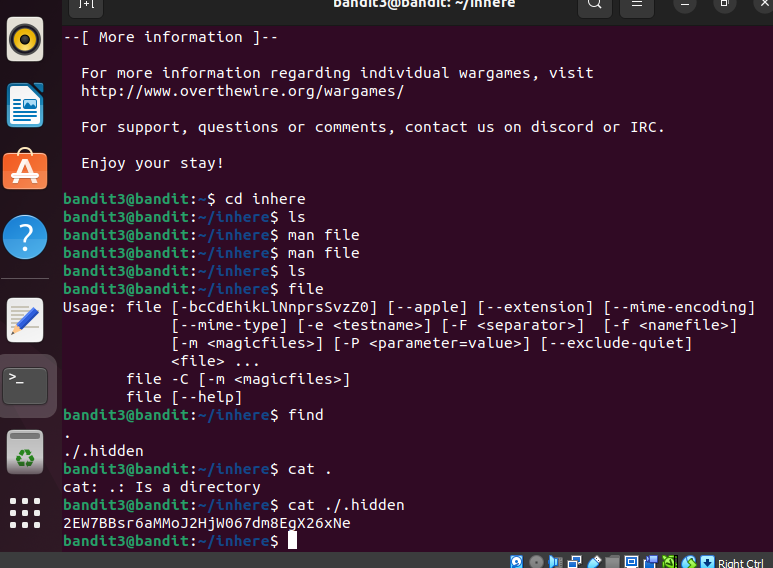 bandit3@bandit: ~/inhere
--[ More information ]--
For more information regarding individual wargames, visit
http://www.overthewire.org/wargames/
For support, questions or comments, contact us on discord or IRC.
Enjoy your stay!
bandit3@bandit:~$ cd inhere
bandit3@bandit:~/inhere$ ls
bandit3@bandit:~/inhere$ man file
bandit3@bandit:~/inhere$ man file
bandit3@bandit:~/inhere$ ls
bandit3@bandit:~/inhere$ file
Usage: file [-bcCdEhikLlNnprsSvzZ0] [--apple] [--extension] [--mime-encoding]
[--mime-type] [-e <testname>] [-F <separator>]  [-f <namefile>]
[-m <magicfiles>] [-P <parameter=value>] [--exclude-quiet]
<file> ...
file -C [-m <magicfiles>]
file [--help]
bandit3@bandit:~/inhere$ find
.
./.hidden
bandit3@bandit:~/inhere$ cat .
cat: .: Is a directory
bandit3@bandit:~/inhere$ cat ./.hidden
2EW7BBsr6aMMoJ2HjW067dm8EgX26xNe
bandit3@bandit:~/inhere$
Right Ctrl